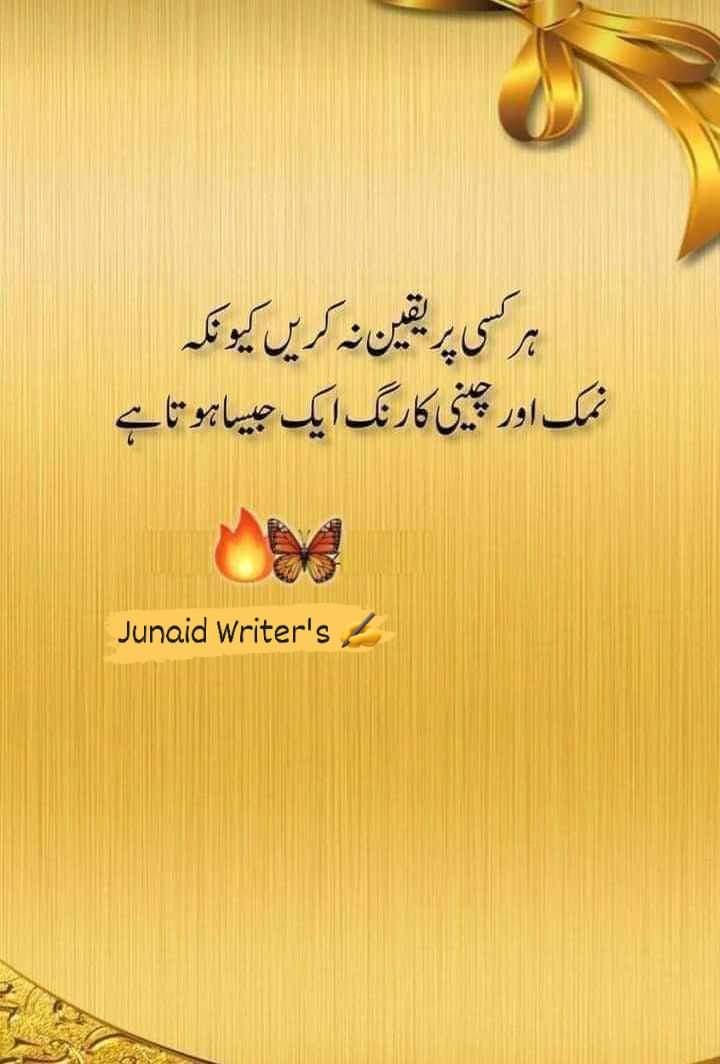 ہر کسی پر یقین نہ کریں کیونکہ
نمک اور چینی کا رنگ ایک جیسا ہوتا ہے
Junaid Writer's ✍️